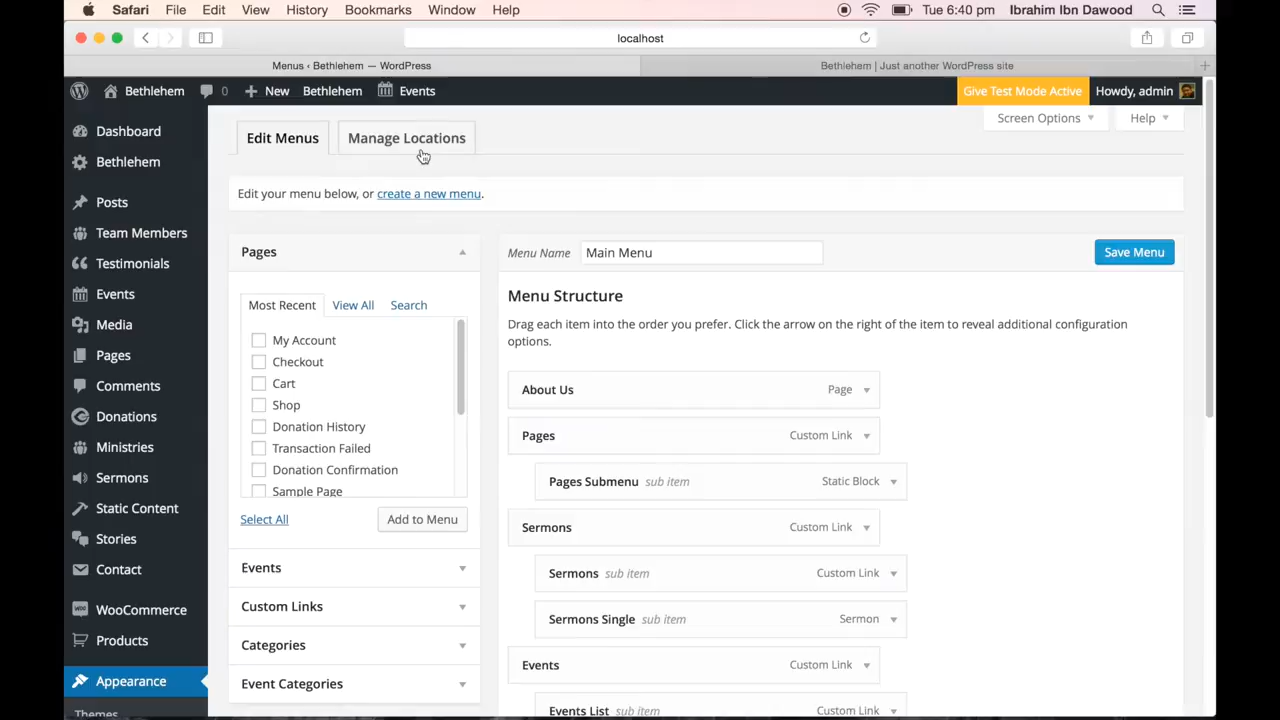 Safari File Edit View History Bookmarks Window Help Tue 6:40 pm Ibrahim Ibn Dawood
localhost
Menus ‹ Bethlehem — WordPress Bethlehem | Just another WordPress site
Bethlehem 0 New Bethlehem Events Give Test Mode Active Howdy, admin
Screen Options Help
Dashboard
Bethlehem
Posts
Team Members
Testimonials
Events
Media
Pages
Comments
Donations
Ministries
Sermons
Static Content
Stories
Contact
WooCommerce
Products
Appearance
Themes
Edit Menus Manage Locations
Edit your menu below, or create a new menu.
Pages
Most Recent View All Search
My Account
Checkout
Cart
Shop
Donation History
Transaction Failed
Donation Confirmation
Sample Page
Select All Add to Menu
Events
Custom Links
Categories
Event Categories
Menu Name Main Menu Save Menu
Menu Structure
Drag each item into the order you prefer. Click the arrow on the right of the item to reveal additional configuration
options.
About Us Page
Pages Custom Link
Pages Submenu sub item Static Block
Sermons Custom Link
Sermons sub item Custom Link
Sermons Single sub item Sermon
Events Custom Link
Events List sub item Custom Link